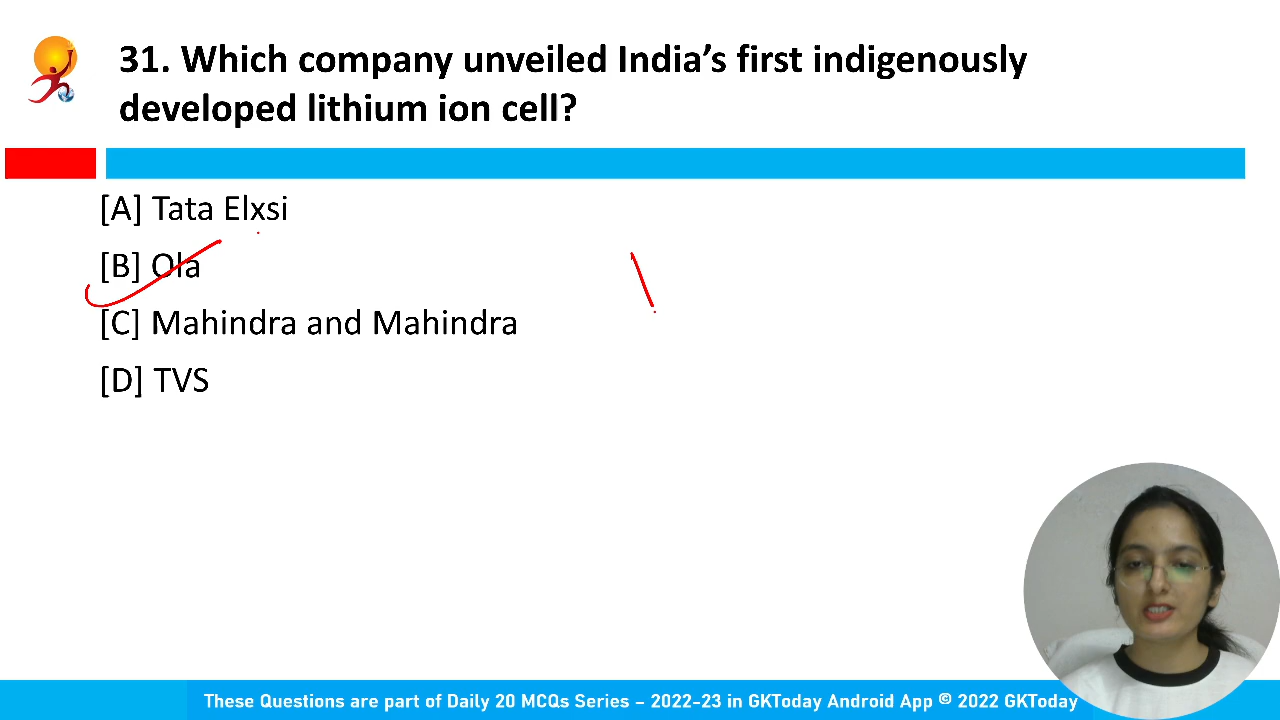 31. Which company unveiled India’s first indigenously
developed lithium ion cell?
[A] Tata Elxsi
[B] Ola
[C] Mahindra and Mahindra
[D] TVS
These Questions are part of Daily 20 MCQs Series – 2022-23 in GKToday Android App © 2022 GKToday